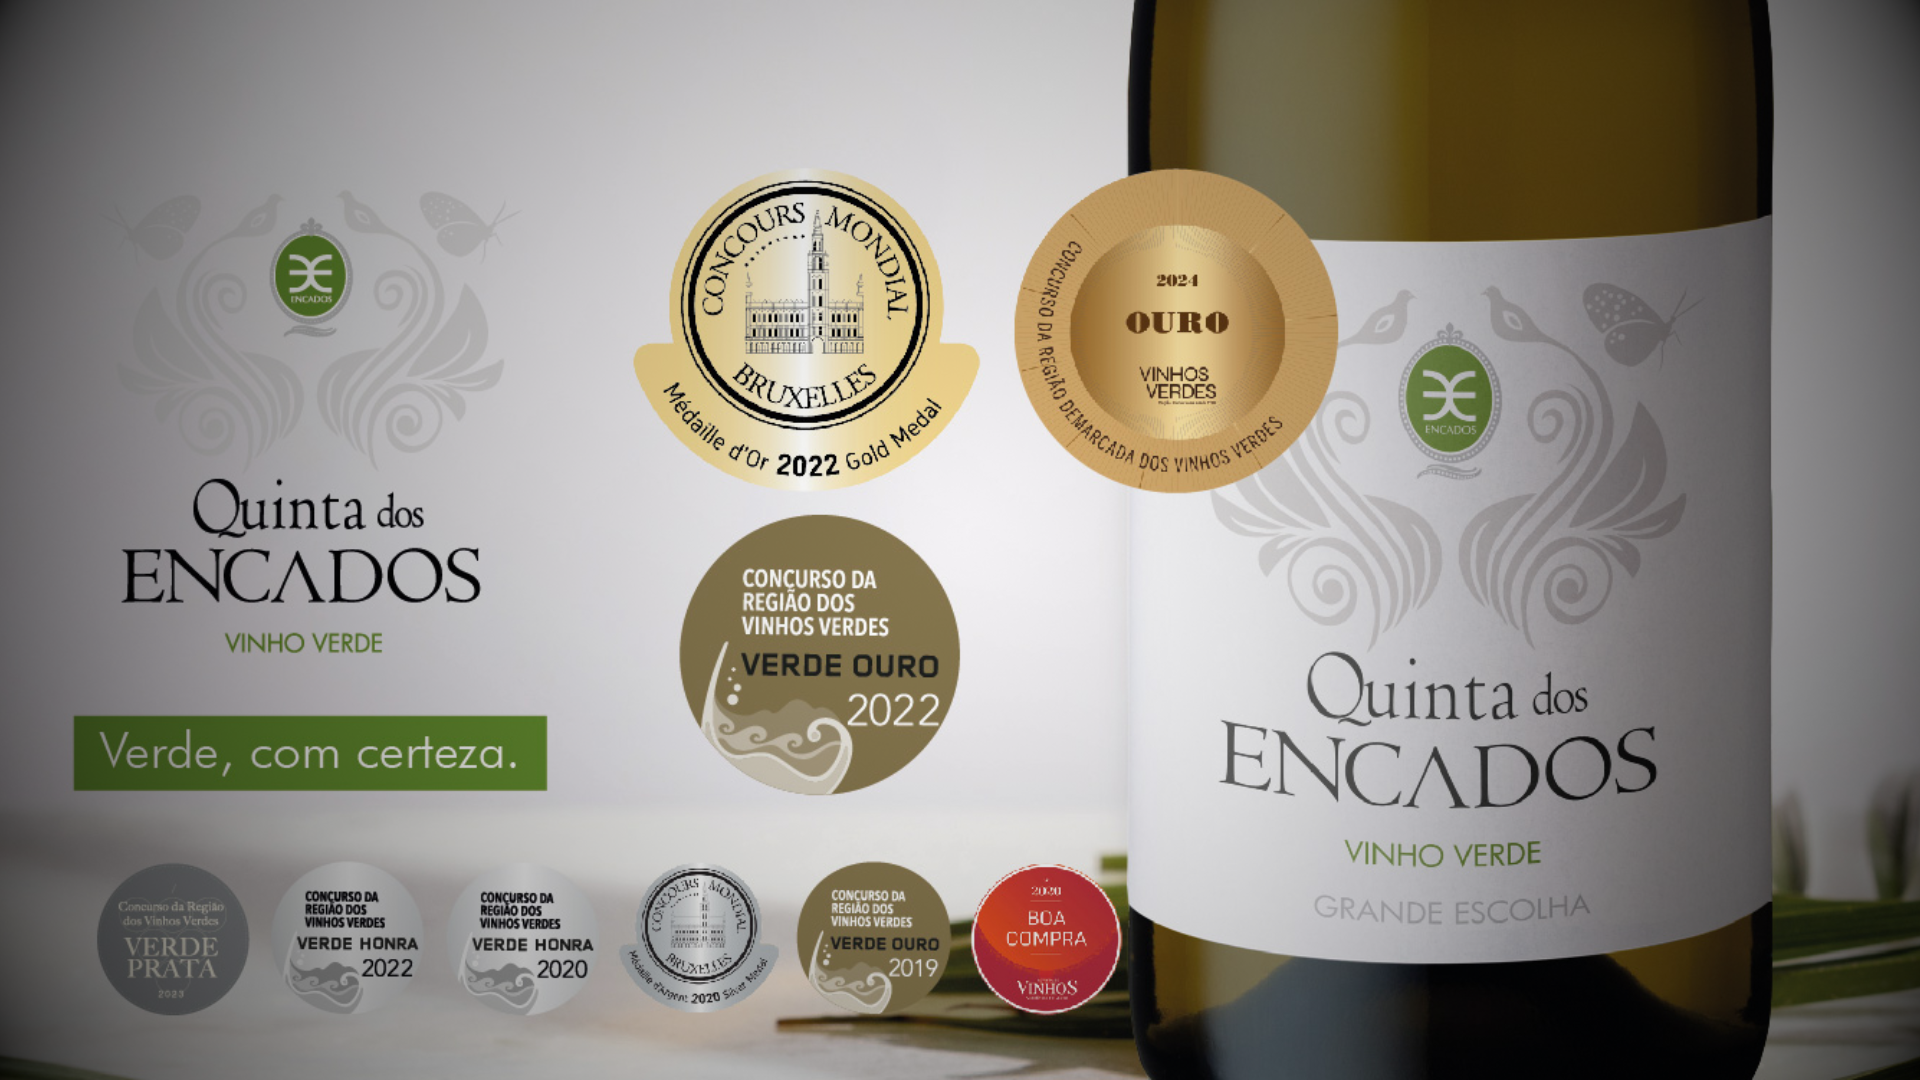 ENCADOS
Quinta dos
ENCADOS
VINHO VERDE
Verde, com certeza.
CONCOURS MONDIAL
BRUXELLES
Médaille d'Or 2022 Gold Medal
2024
OURO
VINHOS
VERDES
CONCURSO DA REGIÃO DEMARCADA DOS VINHOS VERDES
CONCURSO DA
REGIÃO DOS
VINHOS VERDES
VERDE OURO
2022
ENCADOS
Quinta dos
ENCADOS
VINHO VERDE
GRANDE ESCOLHA
Concurso da Região
dos Vinhos Verdes
VERDE
PRATA
2023
CONCURSO DA
REGIÃO DOS
VINHOS VERDES
VERDE HONRA
2022
CONCURSO DA
REGIÃO DOS
VINHOS VERDES
VERDE HONRA
2020
CONCOURS MONDIAL
BRUXELLES
Médaille d'Argent 2020 Silver Medal
CONCURSO DA
REGIÃO DOS
VINHOS VERDES
VERDE OURO
2019
2020
BOA
COMPRA
VINHOS